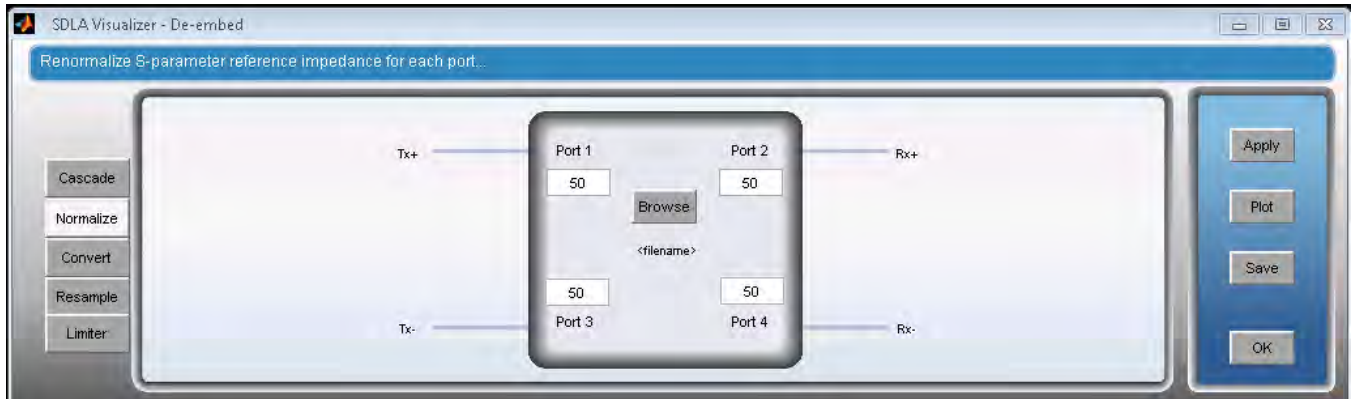 SDLA Visualizer - De-embed
Renormalize S-parameter reference impedance for each port...
Cascade
Normalize
Convert
Resample
Limiter
Tx+
Port 1
Port 2
Rx+
50
50
Browse
<filename>
50
50
Tx-
Port 3
Port 4
Rx-
Apply
Plot
Save
OK